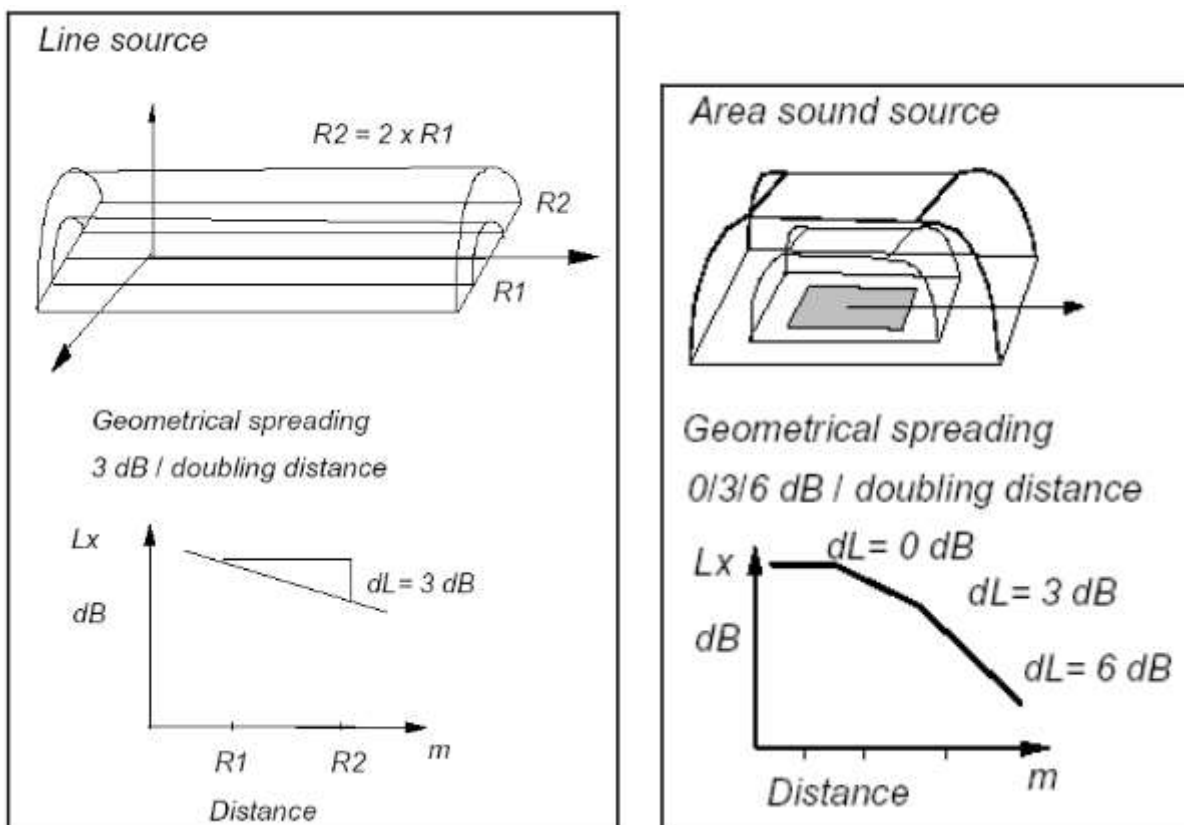 Line source
R2 = 2 x R1
R2
R1
Geometrical spreading
3 dB / doubling distance
Lx
dL= 3 dB
dB
R1
R2
m
Distance
Area sound source
Geometrical spreading
0/3/6 dB / doubling distance
Lx
dL= 0 dB
dL= 3 dB
dB
dL= 6 dB
m
Distance